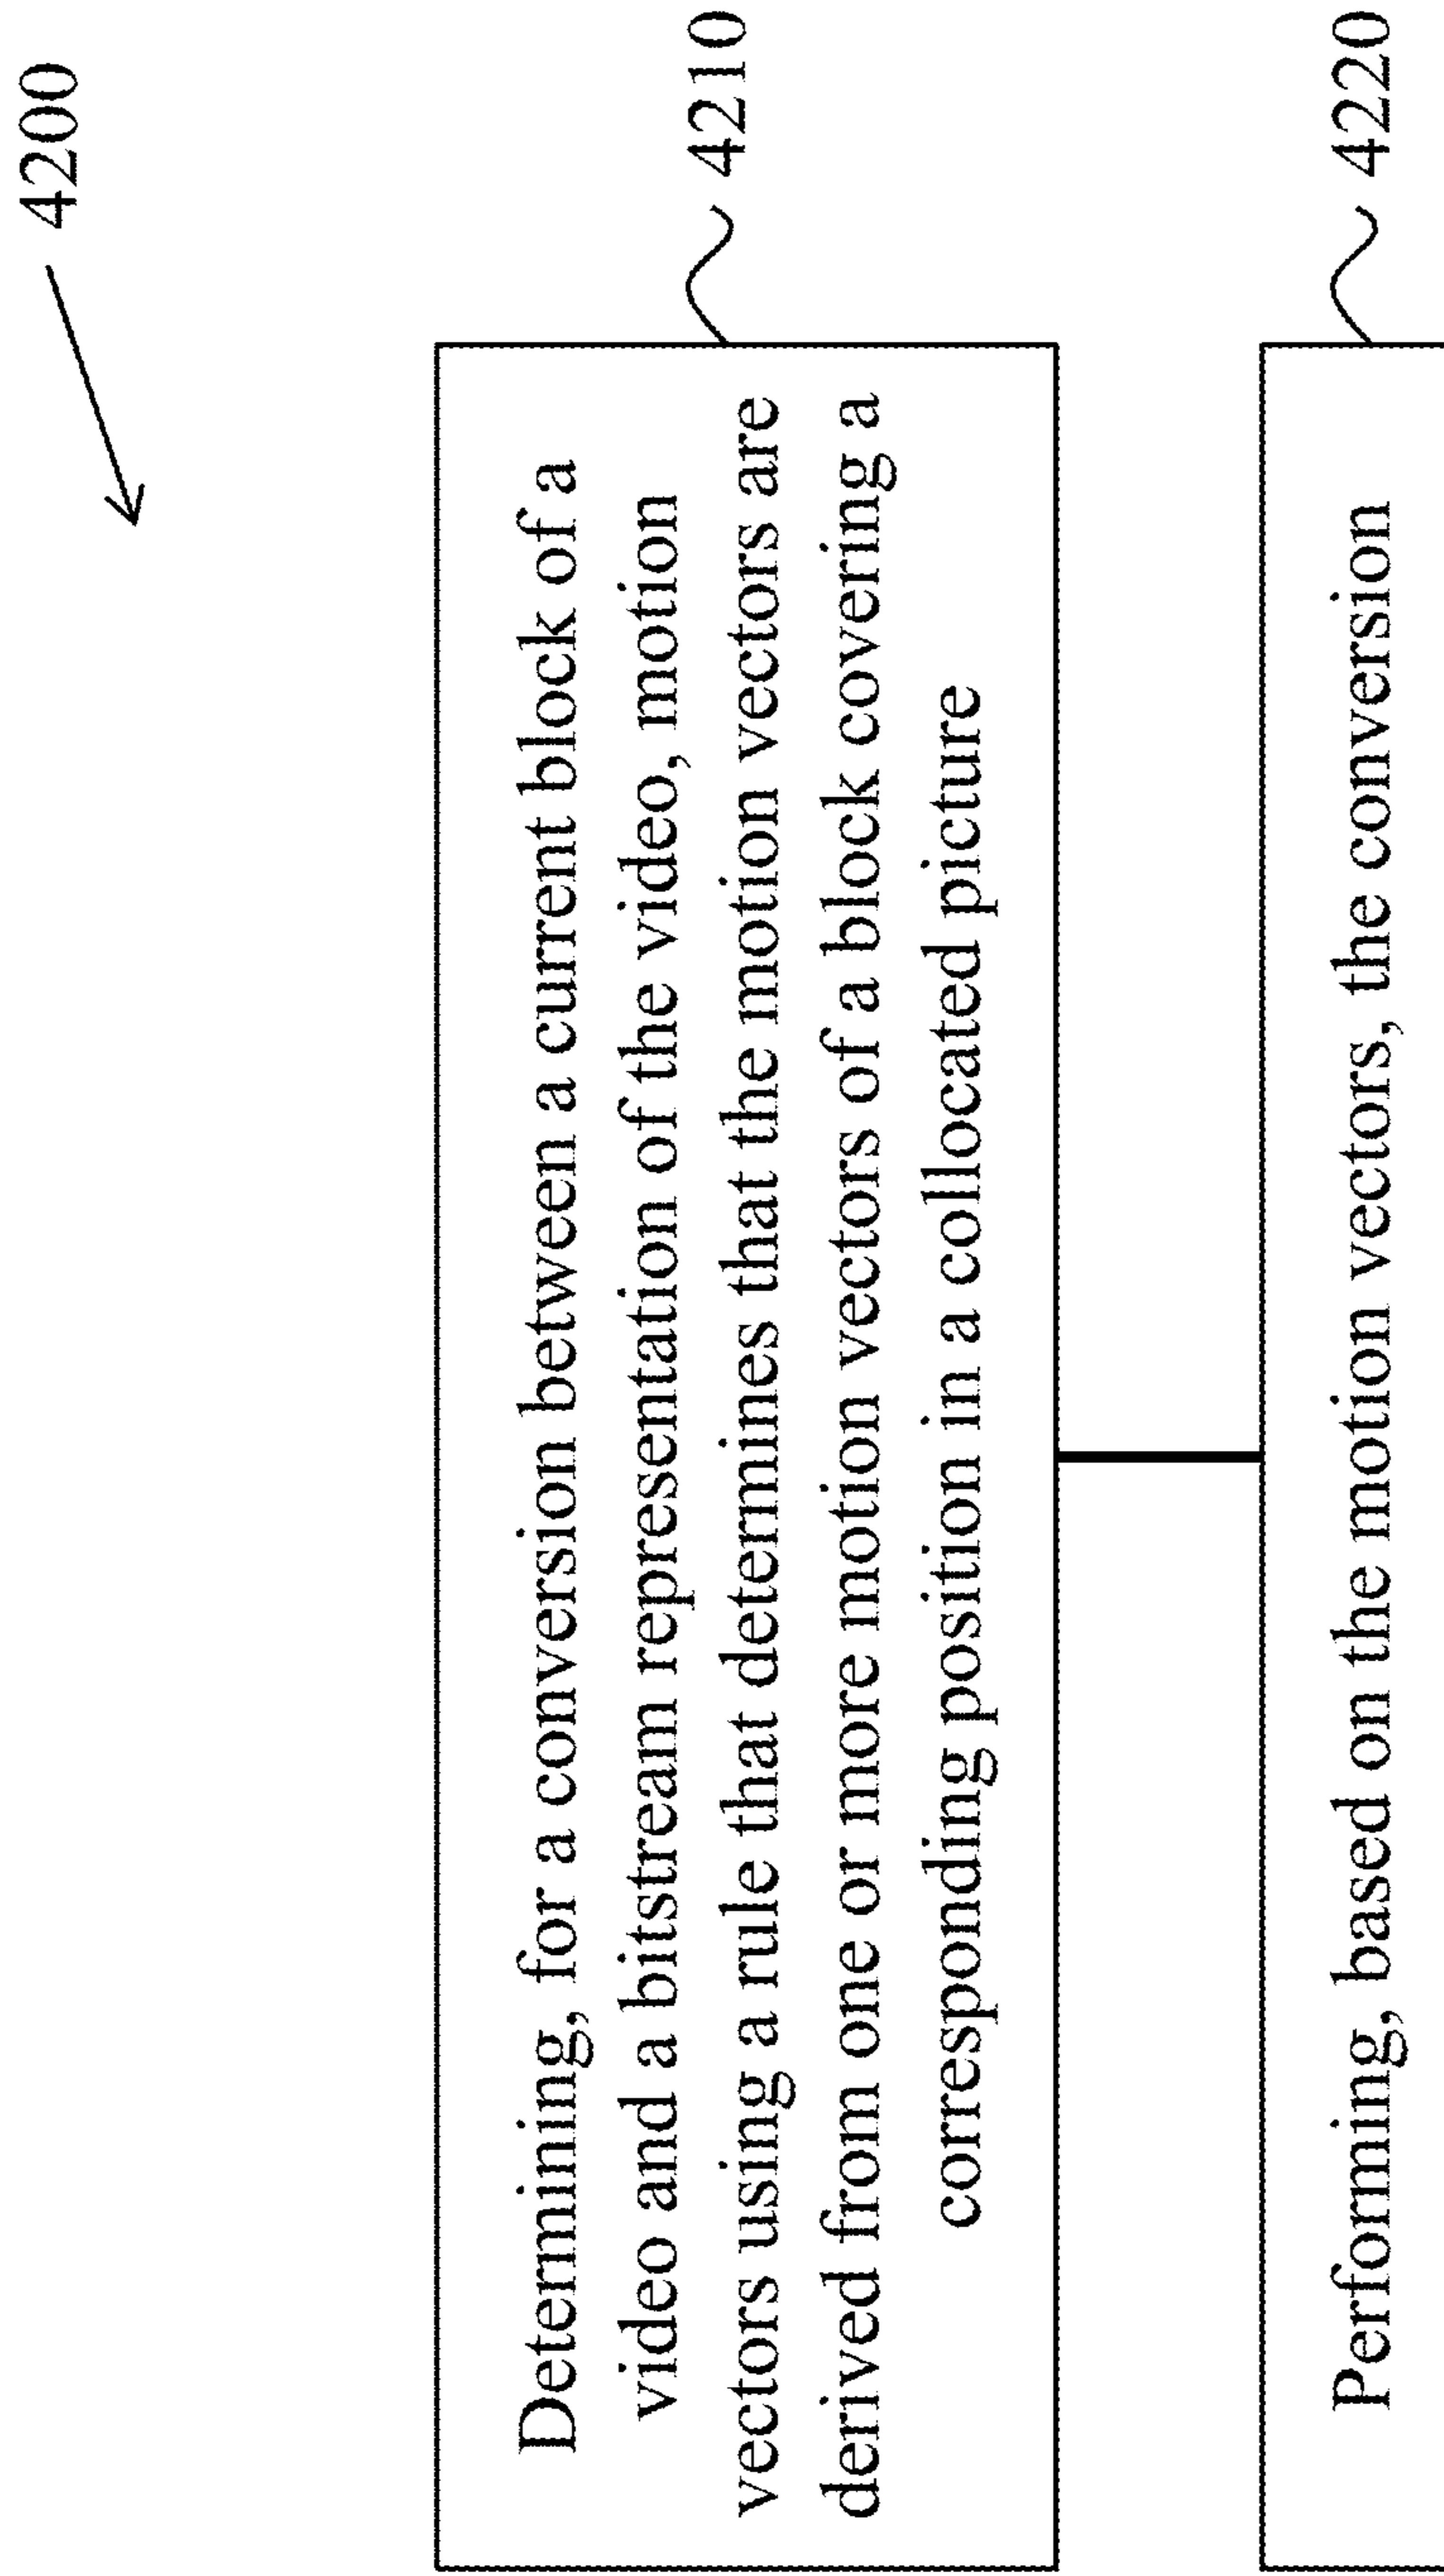 4200
Determining, for a conversion between a current block of a
video and a bitstream representation of the video, motion
vectors using a rule that determines that the motion vectors are
derived from one or more motion vectors of a block covering a
corresponding position in a collocated picture
4210
Performing, based on the motion vectors, the conversion
4220